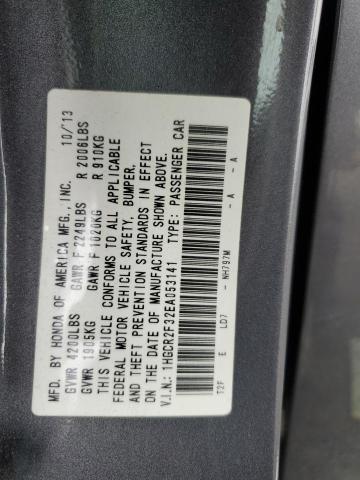 MFD. BY HONDA OF AMERICA MFG., INC. 10/13
GVWR 4200LBS GAWR F 2249LBS R 2006LBS
GVWR 1905KG GAWR F 1020KG R 910KG
THIS VEHICLE CONFORMS TO ALL APPLICABLE
FEDERAL MOTOR VEHICLE SAFETY, BUMPER,
AND THEFT PREVENTION STANDARDS IN EFFECT
ON THE DATE OF MANUFACTURE SHOWN ABOVE.
V.I.N.: 1HGCR2F32EA053141 TYPE: PASSENGER CAR
T2F E LD7 - NH797M - A - A